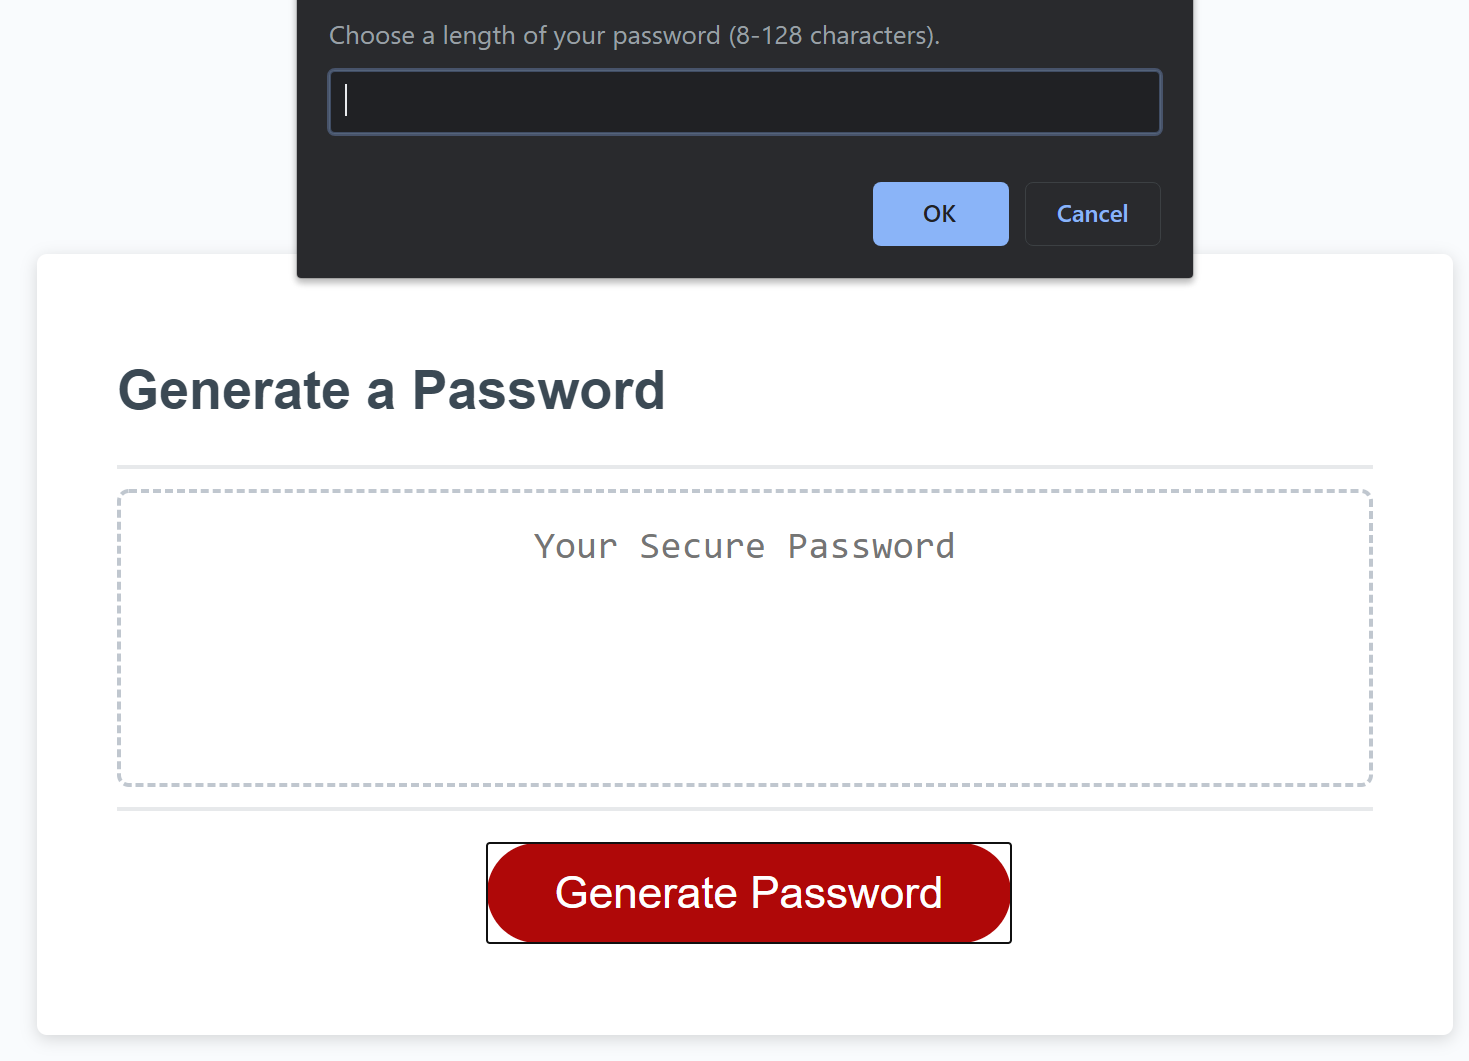 Choose a length of your password (8-128 characters).
OK
Cancel
Generate a Password
Your Secure Password
Generate Password